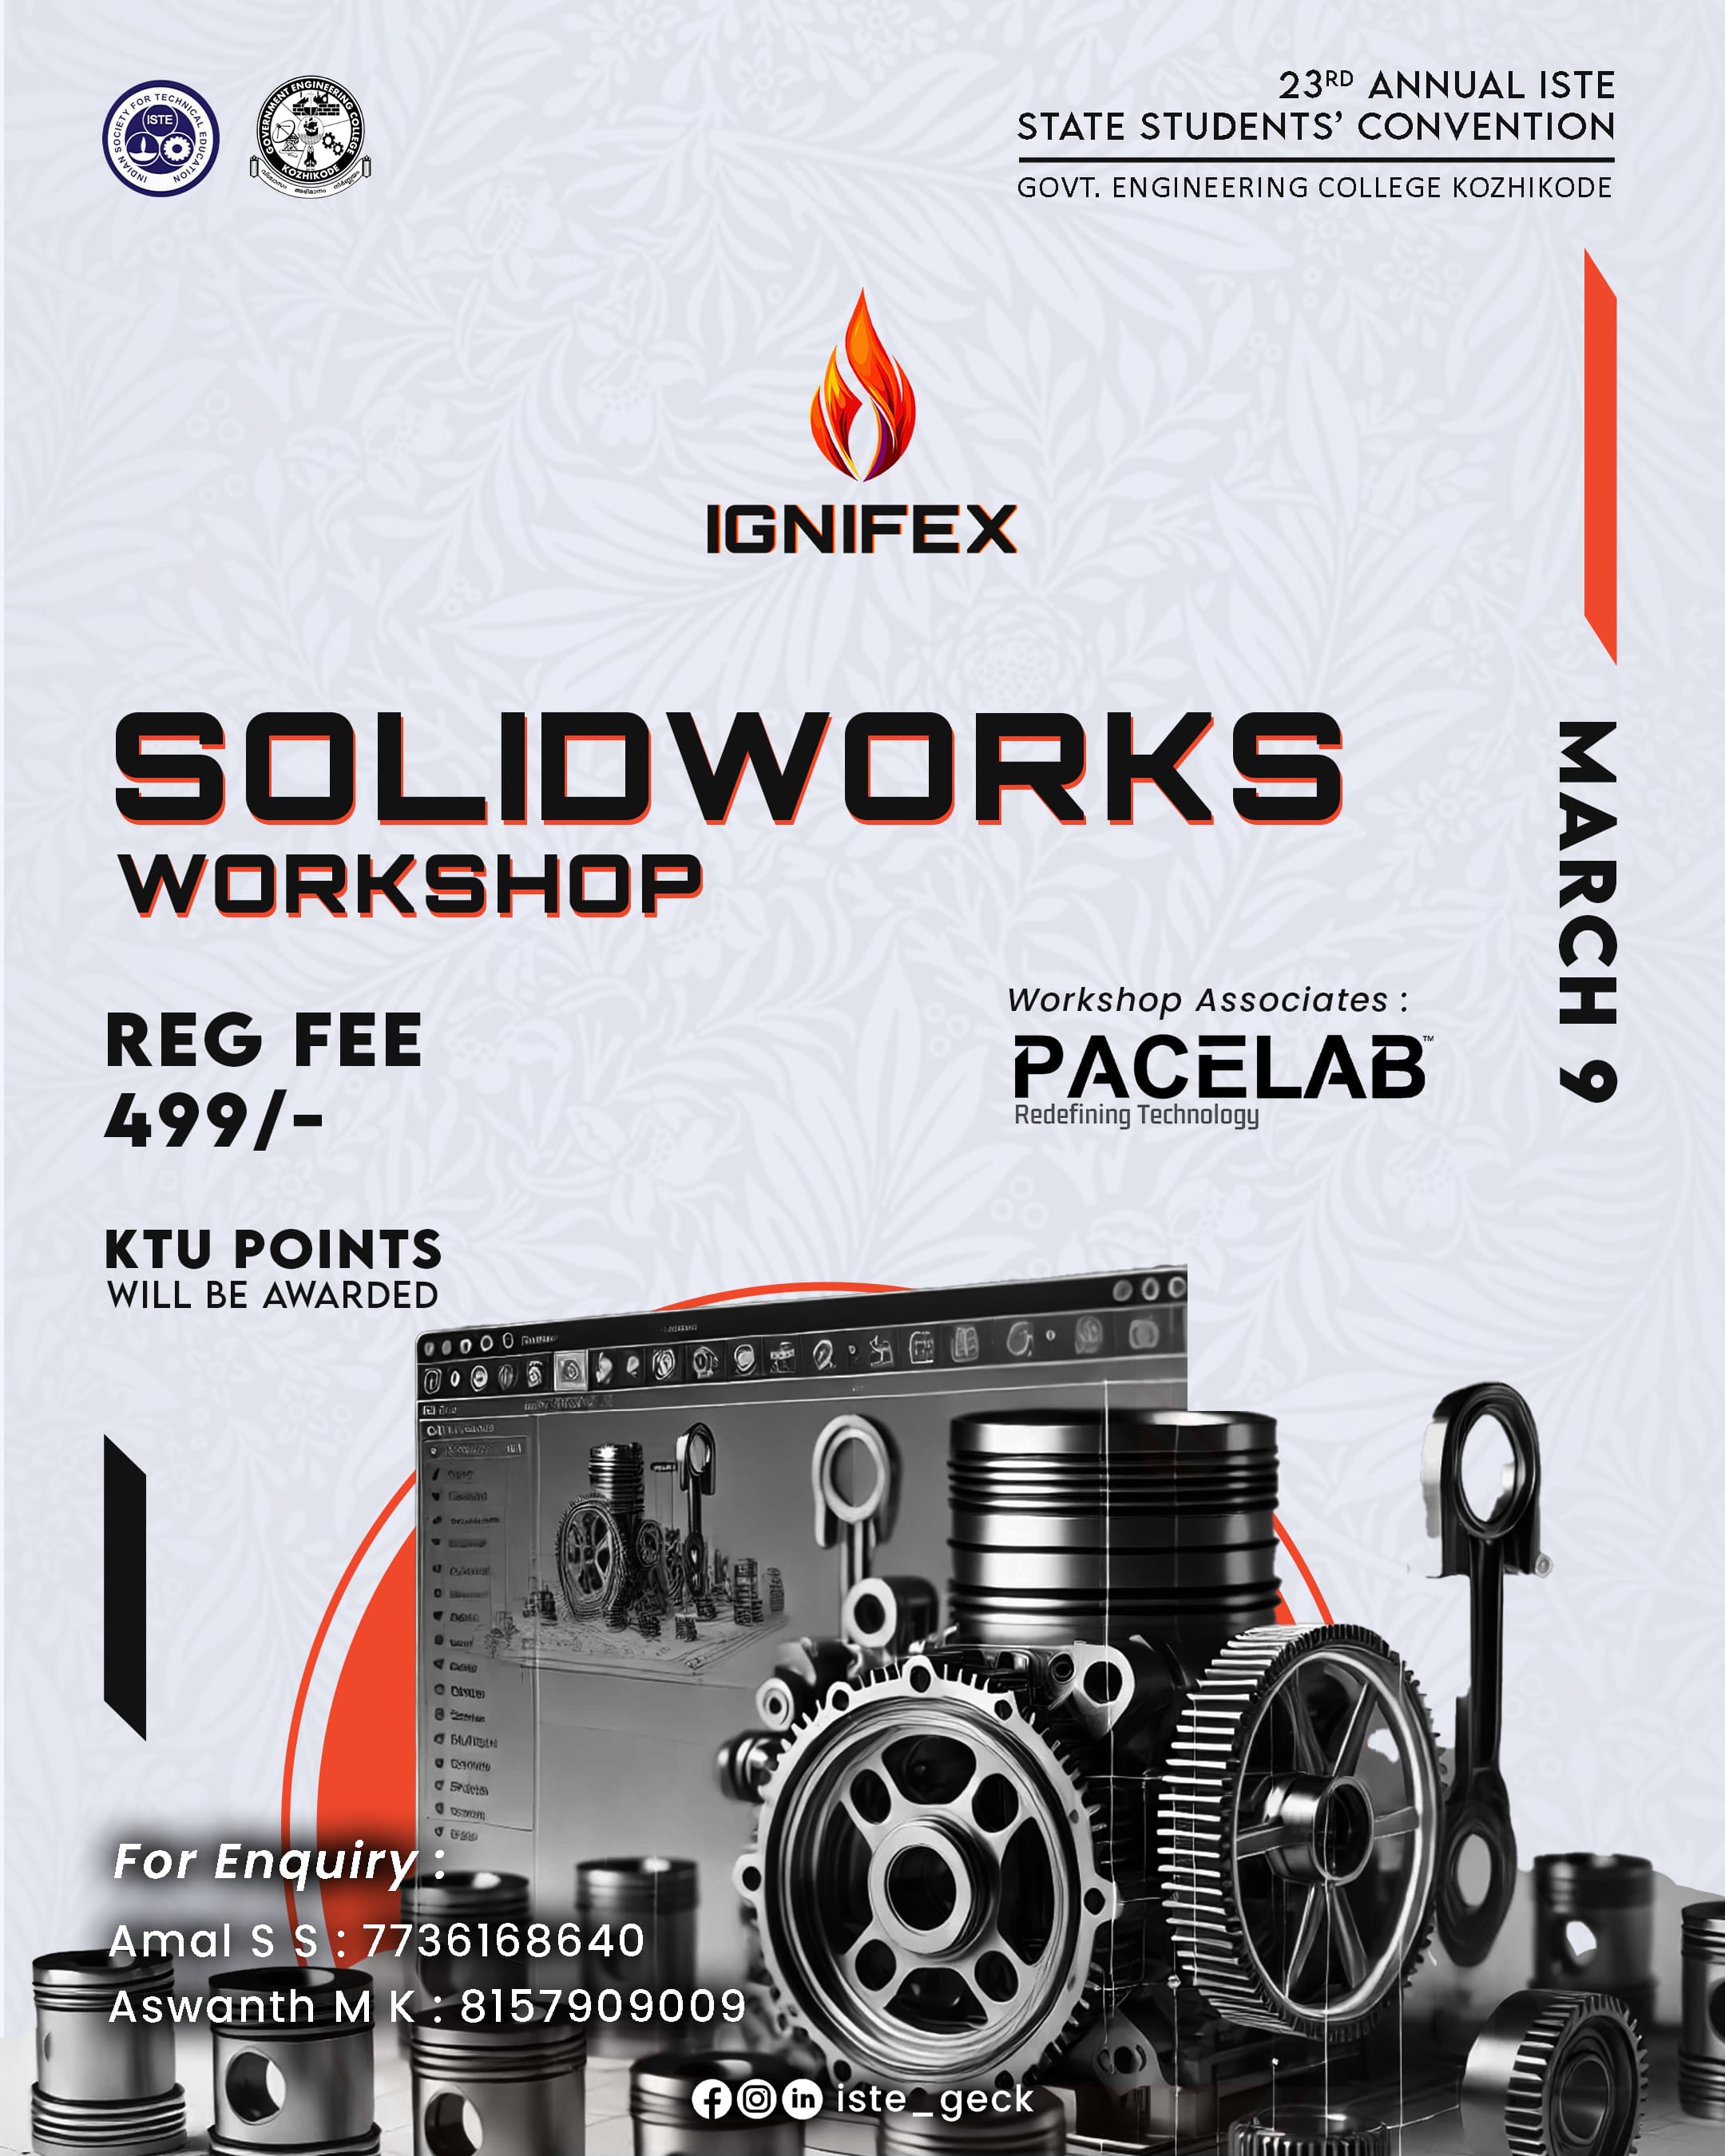 INDIAN SOCIETY FOR TECHNICAL EDUCATION
ISTE
GOVERNMENT ENGINEERING COLLEGE
KOZHIKODE
23RD ANNUAL ISTE
STATE STUDENTS' CONVENTION
GOVT. ENGINEERING COLLEGE KOZHIKODE
IGNIFEX
SOLIDWORKS
WORKSHOP
MARCH 9
REG FEE
499/-
Workshop Associates :
PACELAB™
Redefining Technology
KTU POINTS
WILL BE AWARDED
For Enquiry :
Amal S S : 7736168640
Aswanth M K : 8157909009
iste_geck